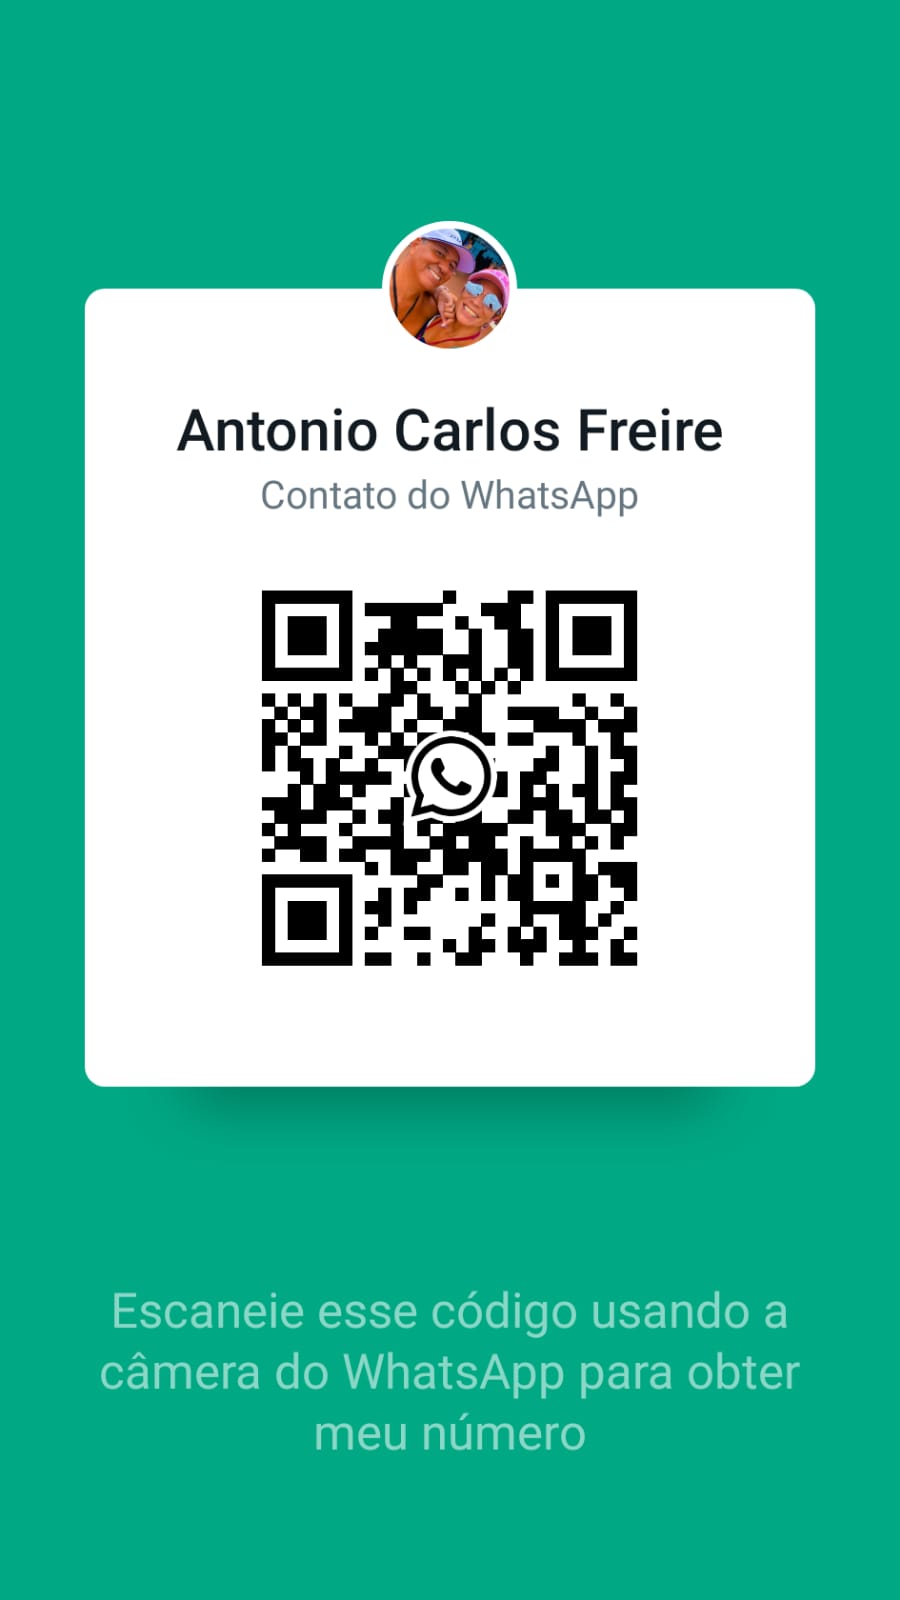 Antonio Carlos Freire
Contato do WhatsApp
Escaneie esse código usando a
câmera do WhatsApp para obter
meu número